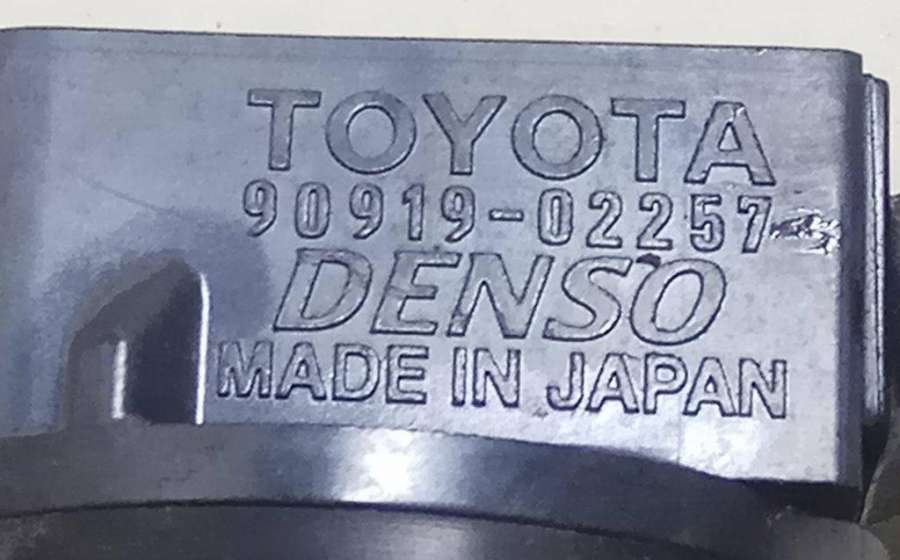 TOYOTA
90919-02257
DENSO
MADE IN JAPAN